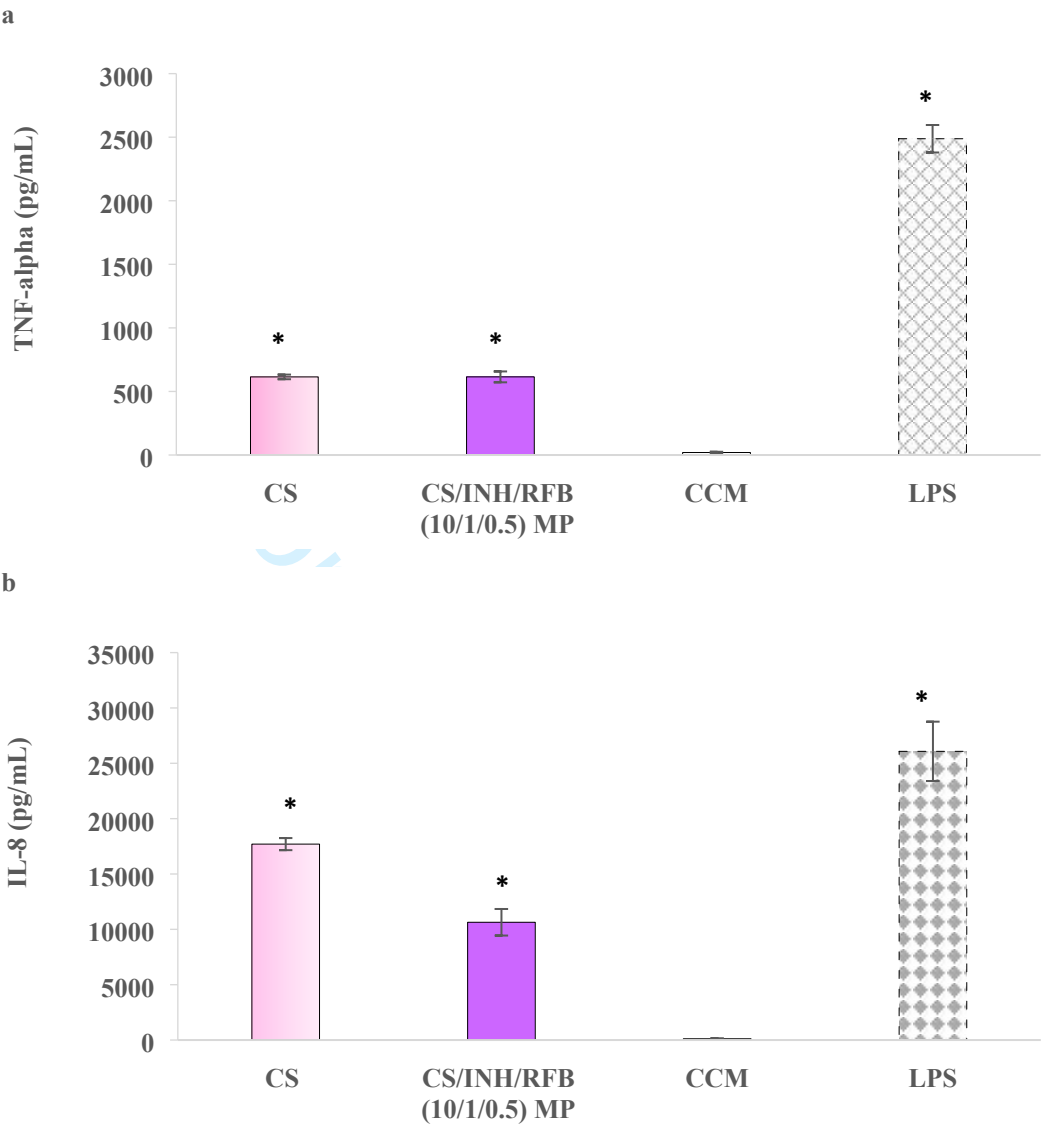 a
TNF-alpha (pg/mL)
3000
2500
2000
1500
1000
500
0
*
*
*
CS
CS/INH/RFB
(10/1/0.5) MP
CCM
LPS
b
IL-8 (pg/mL)
35000
30000
25000
20000
15000
10000
5000
0
*
*
*
CS
CS/INH/RFB
(10/1/0.5) MP
CCM
LPS